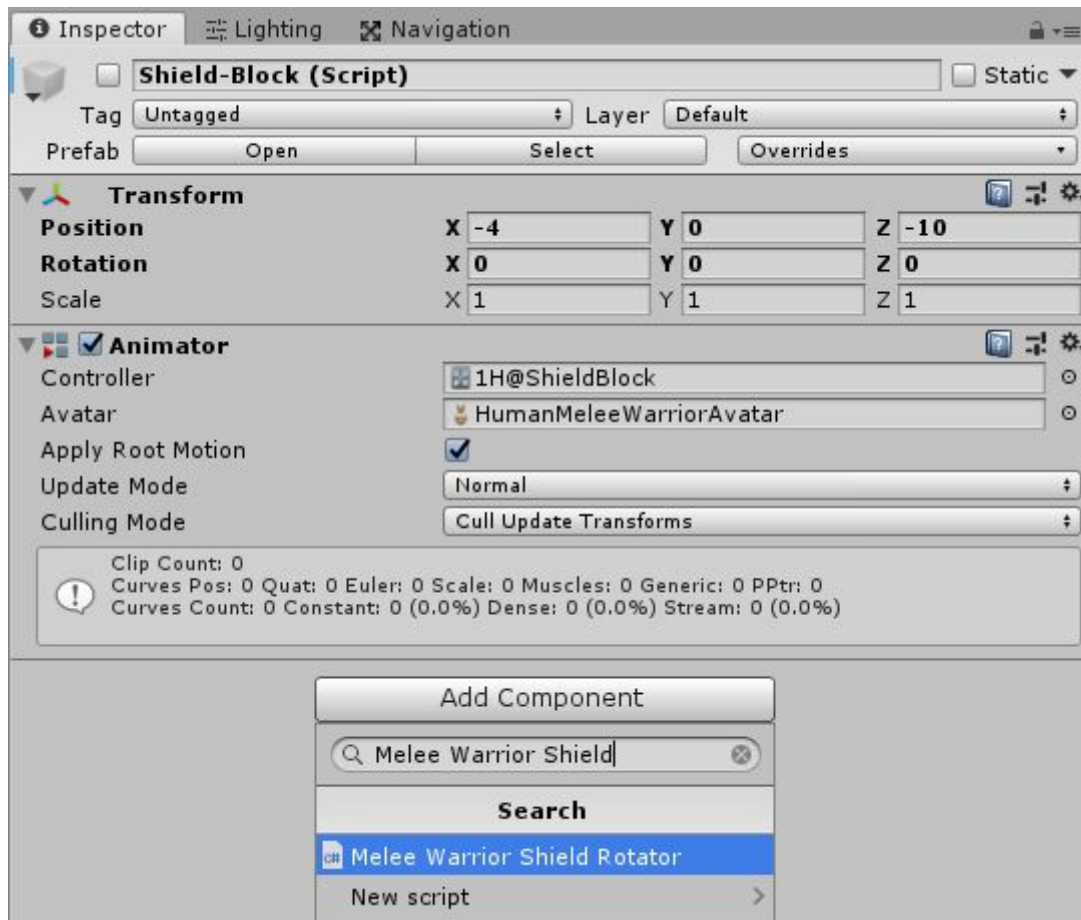 Inspector Lighting Navigation
Shield-Block (Script) Static
Tag Untagged Layer Default
Prefab Open Select Overrides
Transform
Position X -4 Y 0 Z -10
Rotation X 0 Y 0 Z 0
Scale X 1 Y 1 Z 1
Animator
Controller 1H@ShieldBlock
Avatar HumanMeleeWarriorAvatar
Apply Root Motion
Update Mode Normal
Culling Mode Cull Update Transforms
Clip Count: 0
Curves Pos: 0 Quat: 0 Euler: 0 Scale: 0 Muscles: 0 Generic: 0 PPtr: 0
Curves Count: 0 Constant: 0 (0.0%) Dense: 0 (0.0%) Stream: 0 (0.0%)
Add Component
Melee Warrior Shield
Search
c# Melee Warrior Shield Rotator
New script